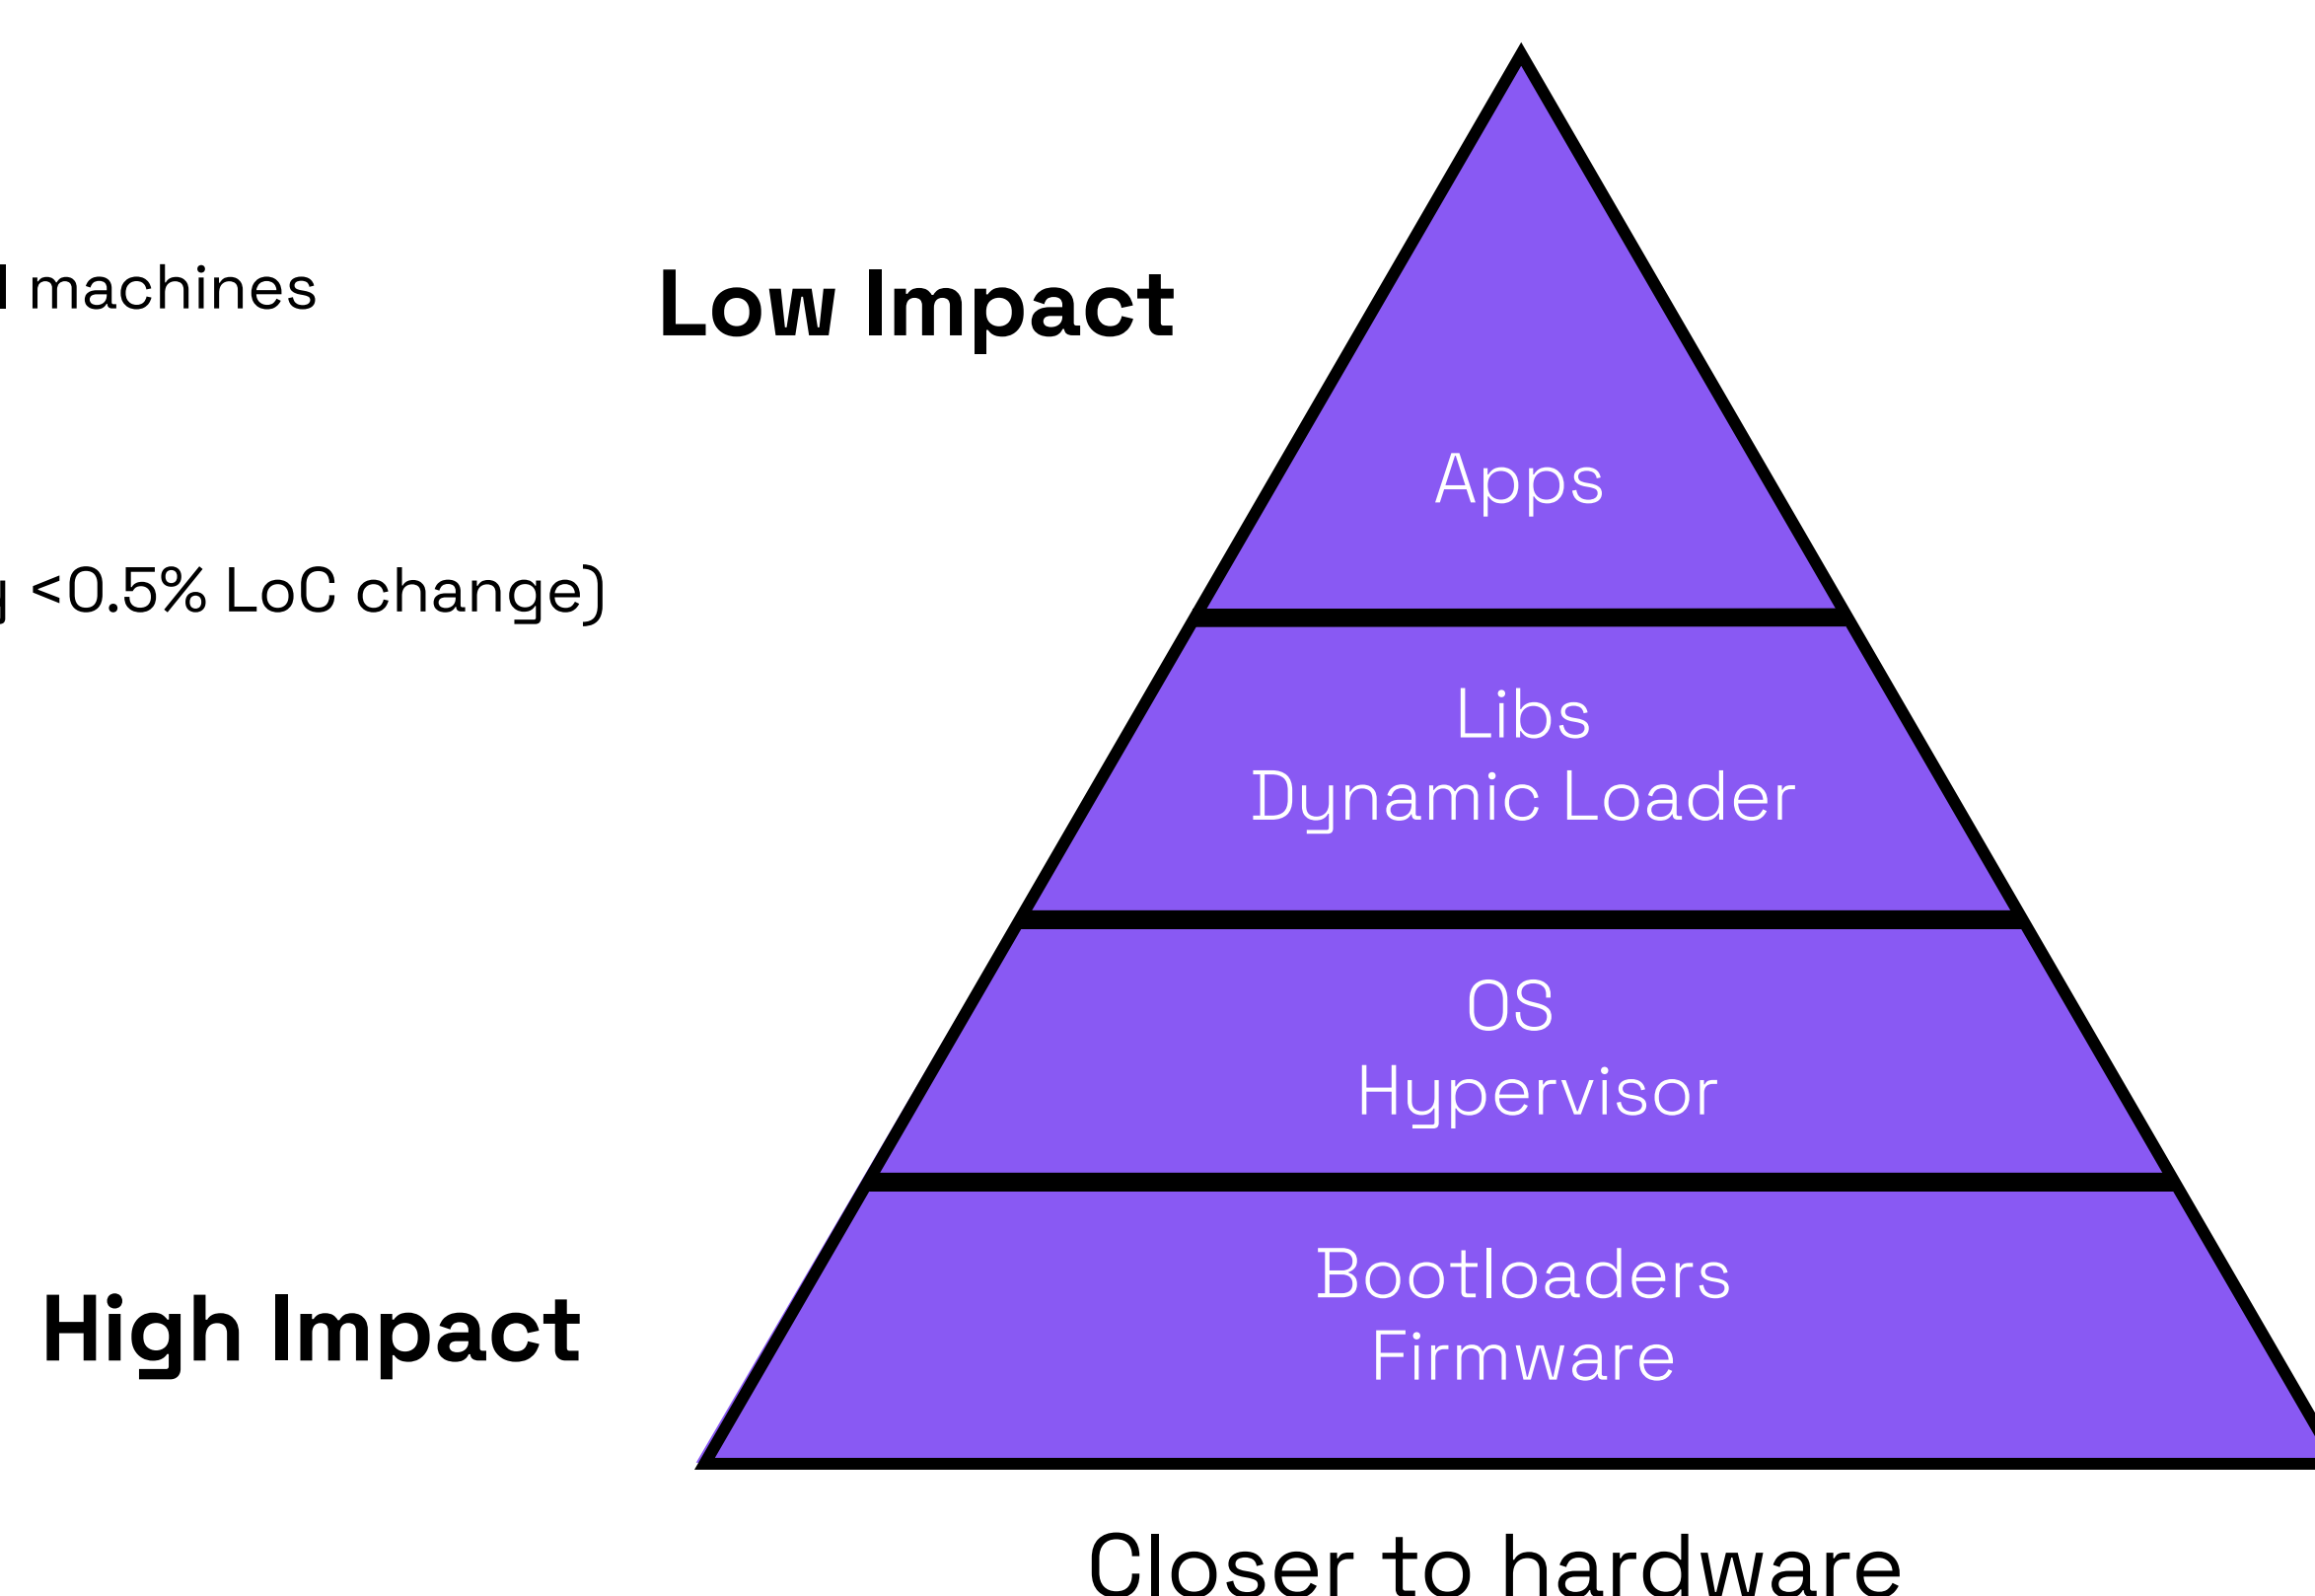 machines
<0.5% LoC change)
Low Impact
High Impact
Apps
Libs
Dynamic Loader
OS
Hypervisor
Bootloaders
Firmware
Closer to hardware